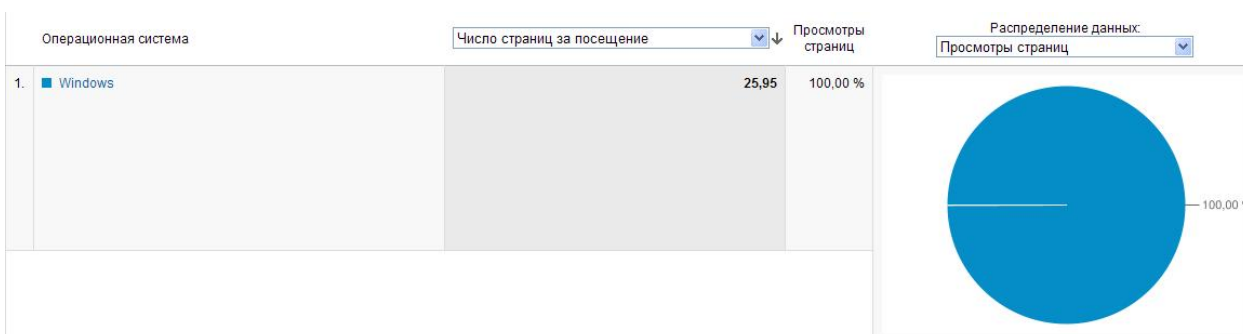 Операционная система
Число страниц за посещение
Просмотры
страниц
Распределение данных:
Просмотры страниц
1. Windows 25,95 100,00 %
100,00